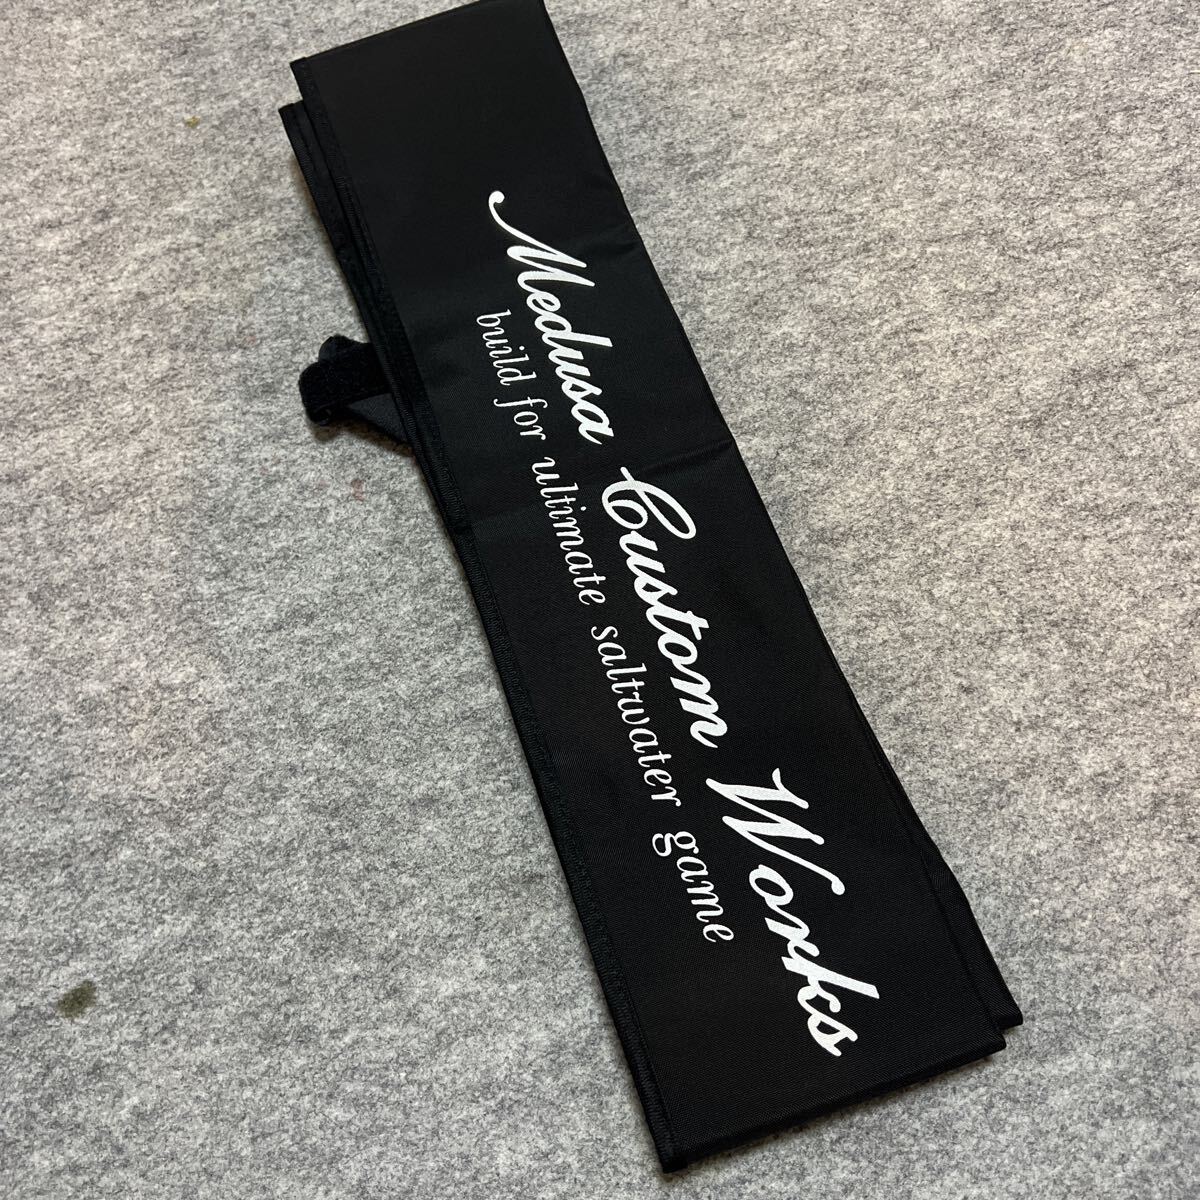 Medusa Custom Works
build for ultimate saltwater game